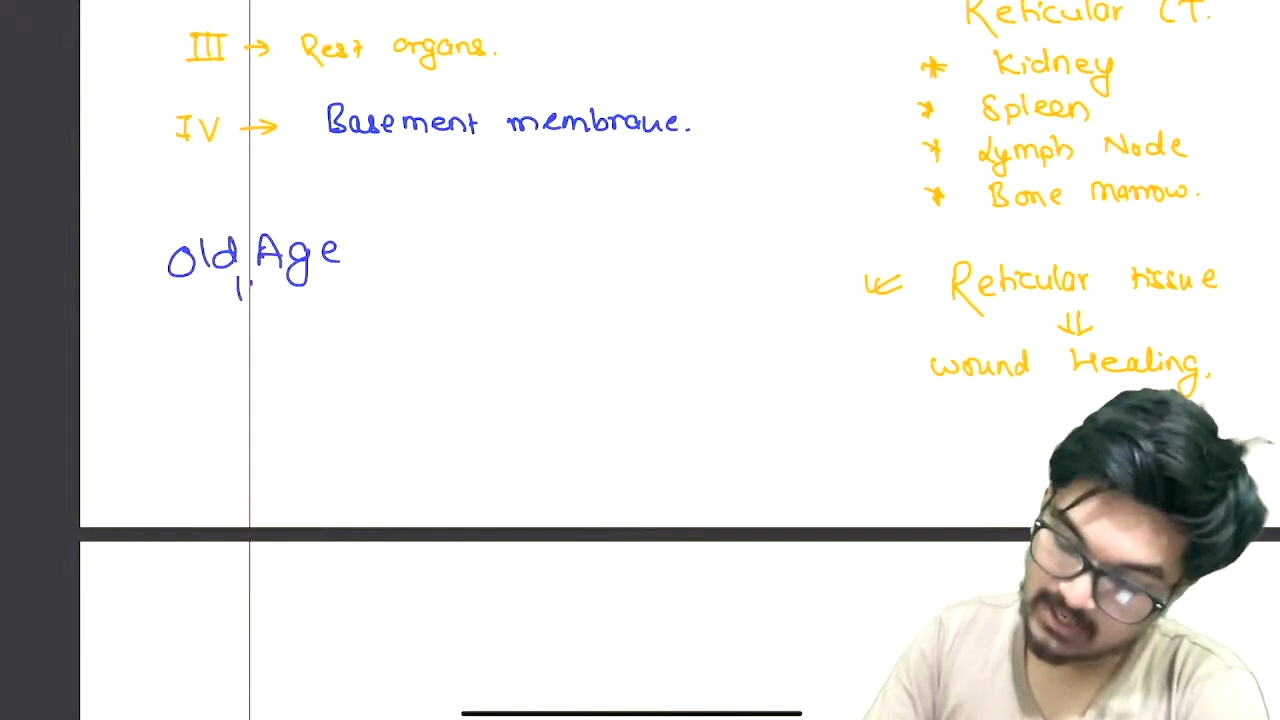 III → Rest organs.
IV → Basement membrane.
Old Age
Reticular CT.
* Kidney
* Spleen
* Lymph Node
* Bone Marrow.
Reticular tissue
⇓
wound Healing.